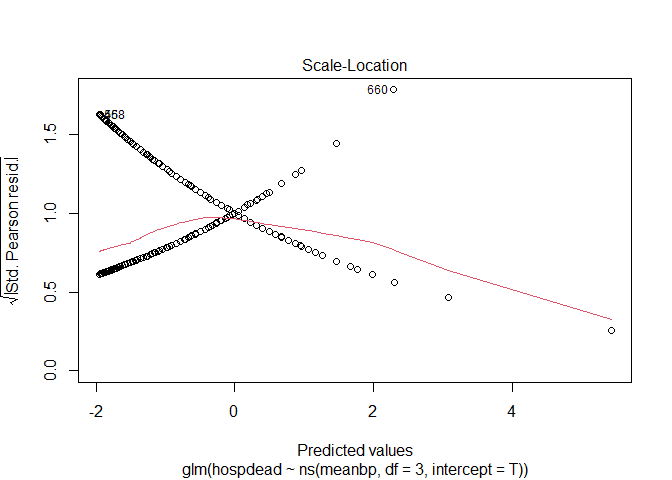 Scale-Location
660
658
√|Std. Pearson resid.|
1.5
1.0
0.5
0.0
-2
0
2
4
Predicted values
glm(hospdead ~ ns(meanbp, df = 3, intercept = T))